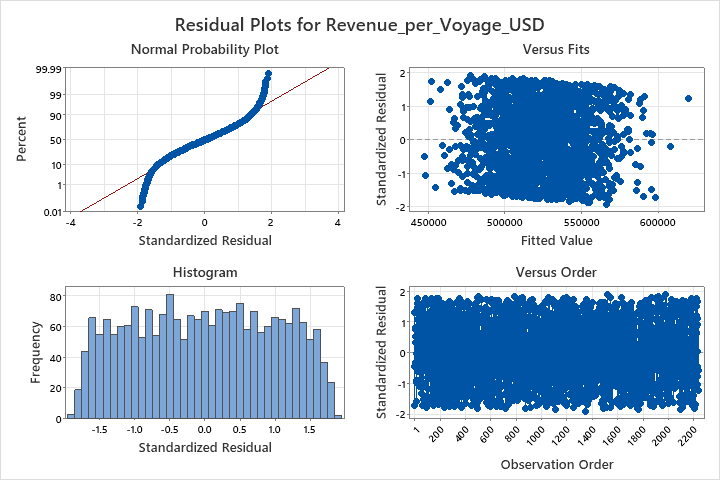 Residual Plots for Revenue_per_Voyage_USD
Normal Probability Plot
99.99
99
90
50
10
1
0.01
Percent
-4 -2 0 2 4
Standardized Residual
Versus Fits
2
1
0
-1
-2
Standardized Residual
450000 500000 550000 600000
Fitted Value
Histogram
80
60
40
20
0
Frequency
-1.5 -1.0 -0.5 0.0 0.5 1.0 1.5
Standardized Residual
Versus Order
2
1
0
-1
-2
Standardized Residual
1 200 400 600 800 1000 1200 1400 1600 1800 2000 2200
Observation Order